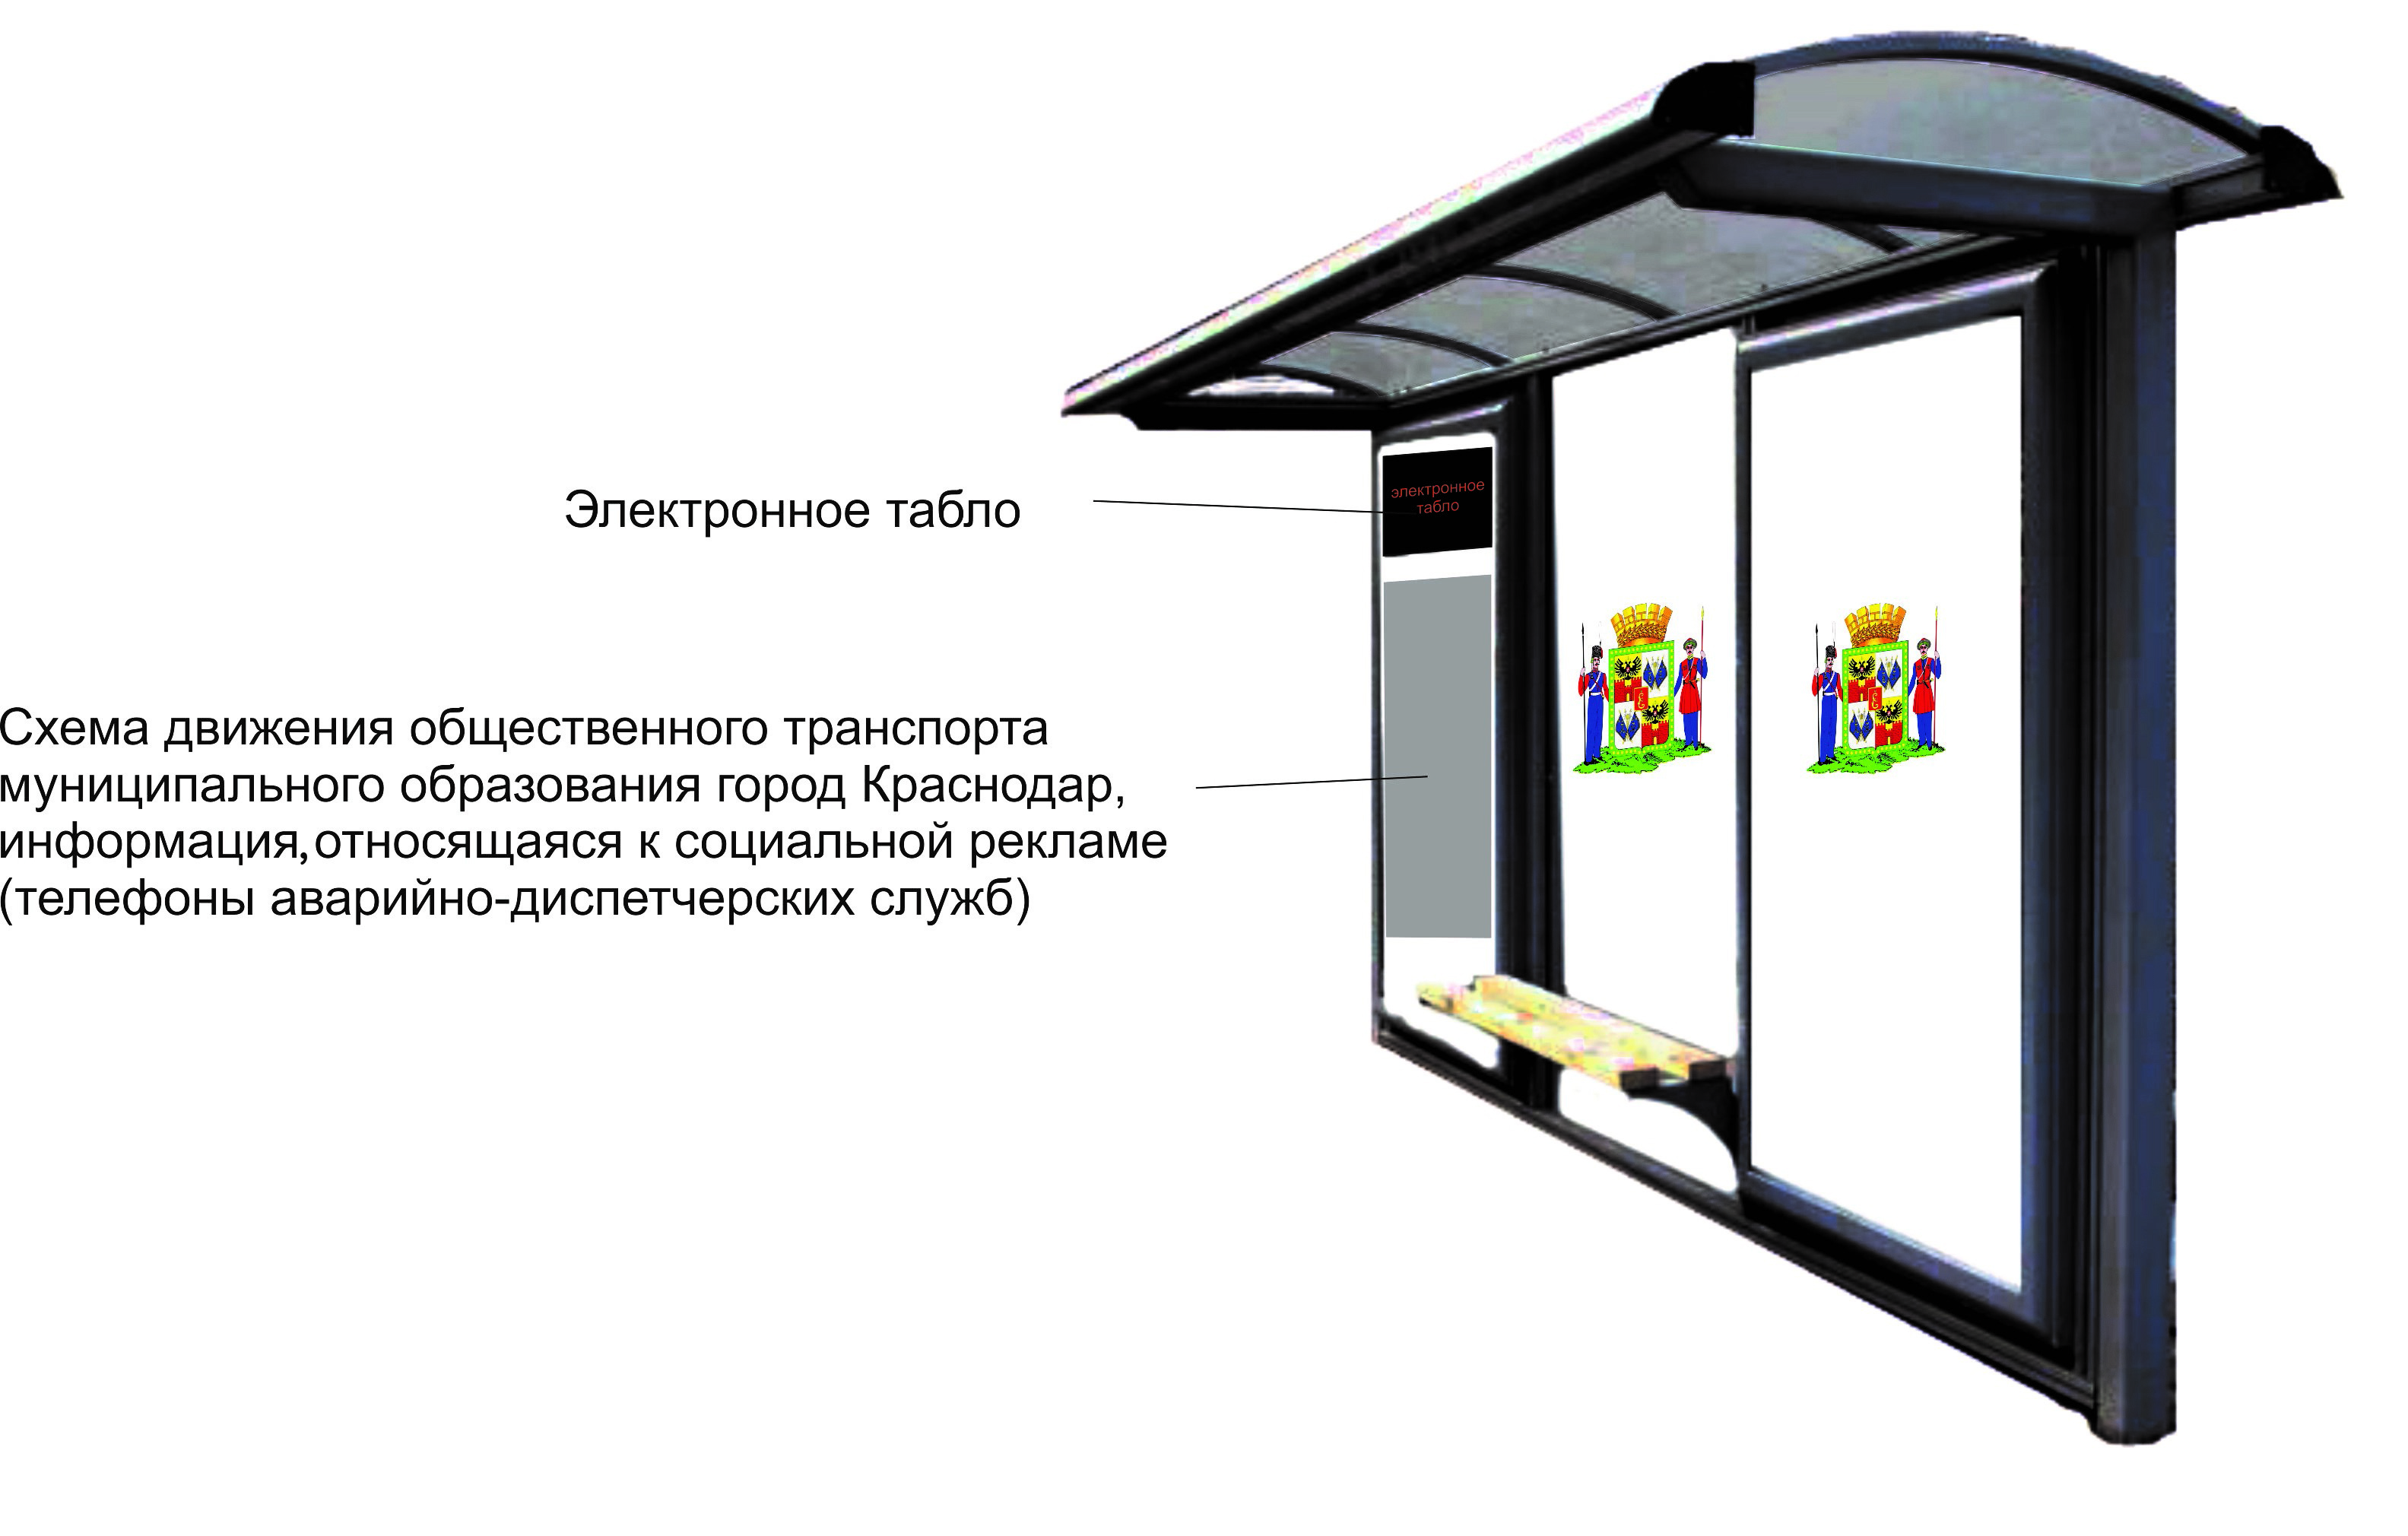 Электронное табло
электронное
табло
Схема движения общественного транспорта
муниципального образования город Краснодар,
информация,относящаяся к социальной рекламе
(телефоны аварийно-диспетчерских служб)